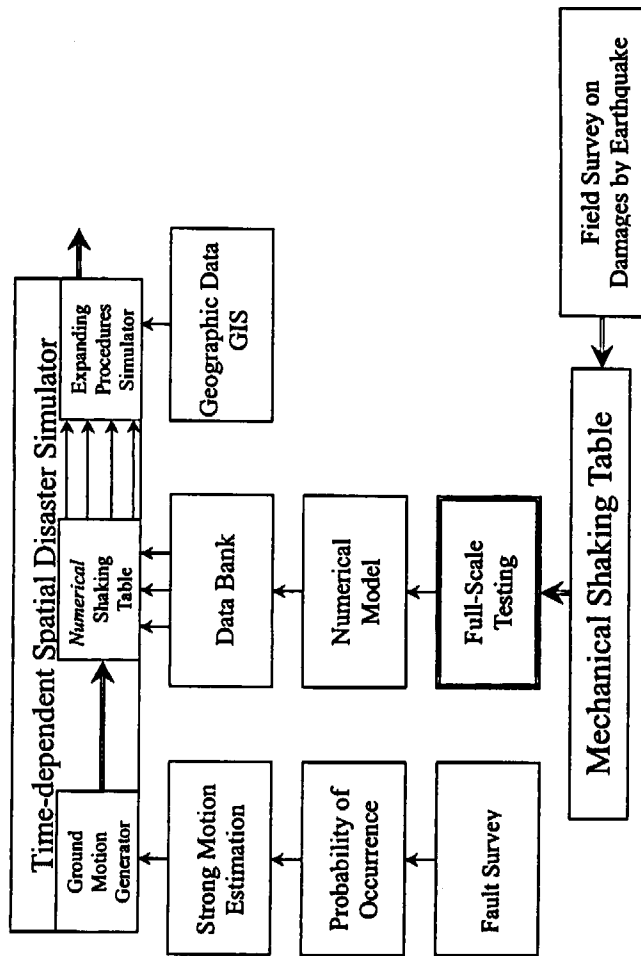 Time-dependent Spatial Disaster Simulator
Ground
Motion
Generator
Numerical
Shaking
Table
Expanding
Procedures
Simulator
Strong Motion
Estimation
Data Bank
Geographic Data
GIS
Probability of
Occurrence
Numerical
Model
Fault Survey
Full-Scale
Testing
Mechanical Shaking Table
Field Survey on
Damages by Earthquake